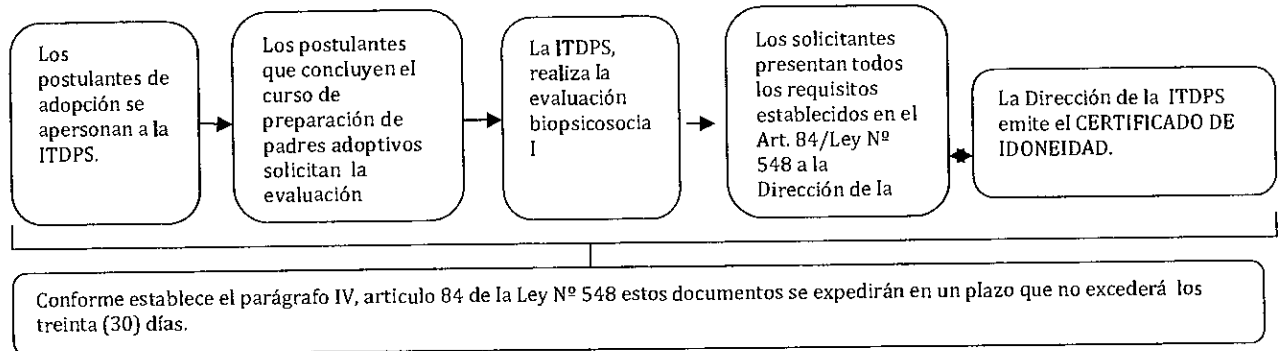 Los
postulantes de
adopción se
apersonan a la
ITDPS.
Los postulantes
que concluyen el
curso de
preparación de
padres adoptivos
solicitan la
evaluación
La ITDPS,
realiza la
evaluación
biopsicosocia
l
Los solicitantes
presentan todos
los requisitos
establecidos en el
Art. 84/Ley Nº
548 a la
Dirección de la
La Dirección de la ITDPS
emite el CERTIFICADO DE
IDONEIDAD.
Conforme establece el parágrafo IV, articulo 84 de la Ley Nº 548 estos documentos se expedirán en un plazo que no excederá los
treinta (30) días.